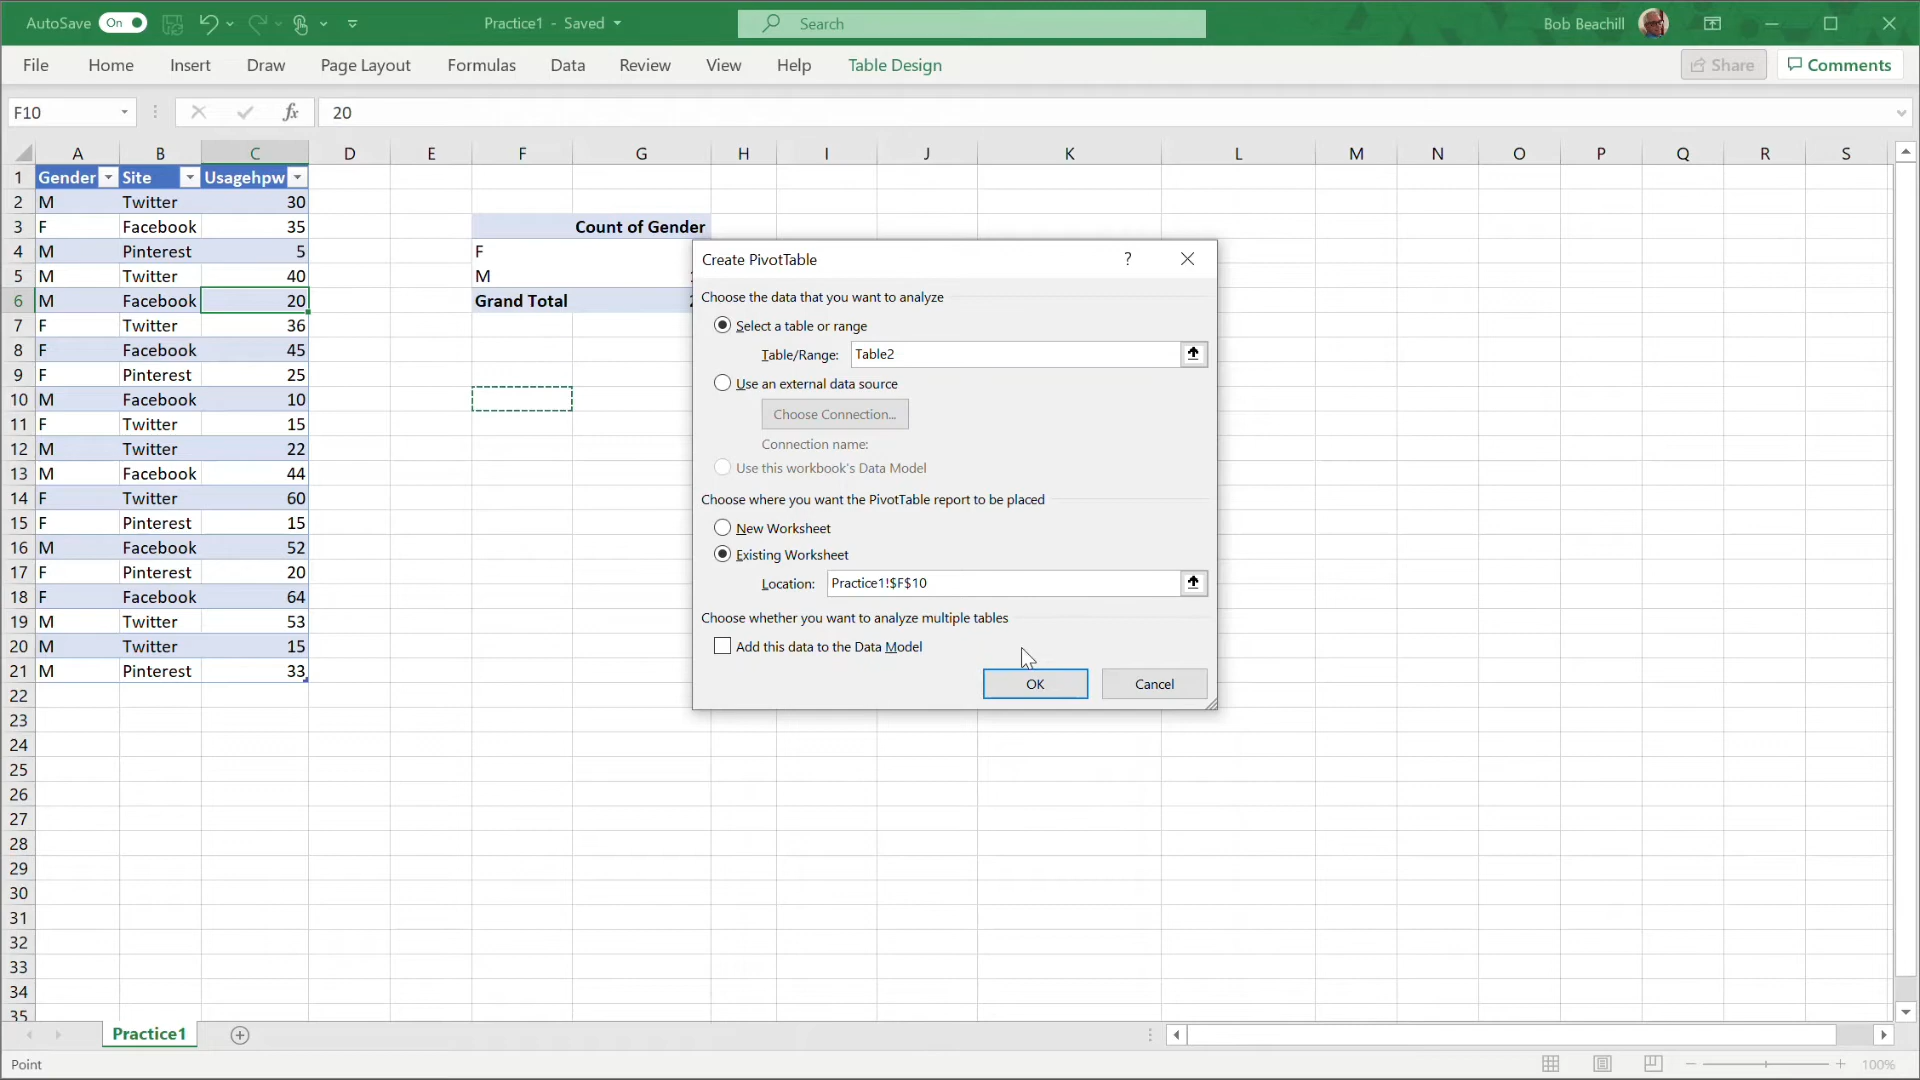 AutoSave On Practice1 - Saved Search Bob Beachill
File Home Insert Draw Page Layout Formulas Data Review View Help Table Design Share Comments
F10 fx 20
A B C D E F G H I J K L M N O P Q R S
1 Gender Site Usagehpw
2 M Twitter 30
3 F Facebook 35 Count of Gender
4 M Pinterest 5 F
5 M Twitter 40 M
6 M Facebook 20 Grand Total
7 F Twitter 36
8 F Facebook 45
9 F Pinterest 25
10 M Facebook 10
11 F Twitter 15
12 M Twitter 22
13 M Facebook 44
14 F Twitter 60
15 F Pinterest 15
16 M Facebook 52
17 F Pinterest 20
18 F Facebook 64
19 M Twitter 53
20 M Twitter 15
21 M Pinterest 33
22
23
24
25
26
27
28
29
30
31
32
33
34
35
Create PivotTable ?
Choose the data that you want to analyze
Select a table or range
Table/Range: Table2
Use an external data source
Choose Connection...
Connection name:
Use this workbook's Data Model
Choose where you want the PivotTable report to be placed
New Worksheet
Existing Worksheet
Location: Practice1!$F$10
Choose whether you want to analyze multiple tables
Add this data to the Data Model
OK Cancel
Practice1
Point 100%